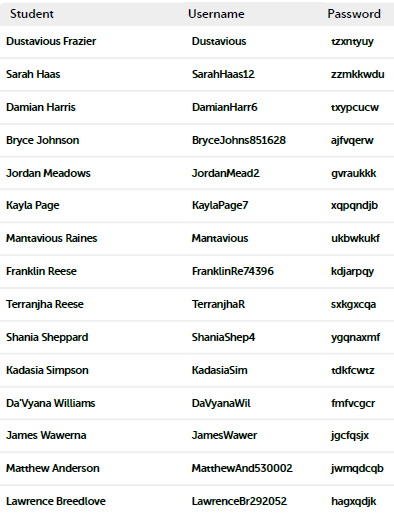 Student Username Password
Dustavious Frazier Dustavious tzxntyuy
Sarah Haas SarahHaas12 zzmkkwdu
Damian Harris DamianHarr6 txypcucw
Bryce Johnson BryceJohns851628 ajfvqerw
Jordan Meadows JordanMead2 gvraukkk
Kayla Page KaylaPage7 xqpqndjb
Mantavious Raines Mantavious ukbwkukf
Franklin Reese FranklinRe74396 kdjarpqy
Terranjha Reese TerranjhaR sxkgxcqa
Shania Sheppard ShaniaShep4 ygqnaxmf
Kadasia Simpson KadasiaSim tdkfcwtz
Da'Vyana Williams DaVyanaWil fmfvcgcr
James Wawerna JamesWawer jgcfqsjx
Matthew Anderson MatthewAnd530002 jwmqdcqb
Lawrence Breedlove LawrenceBr292052 hagxqdjk